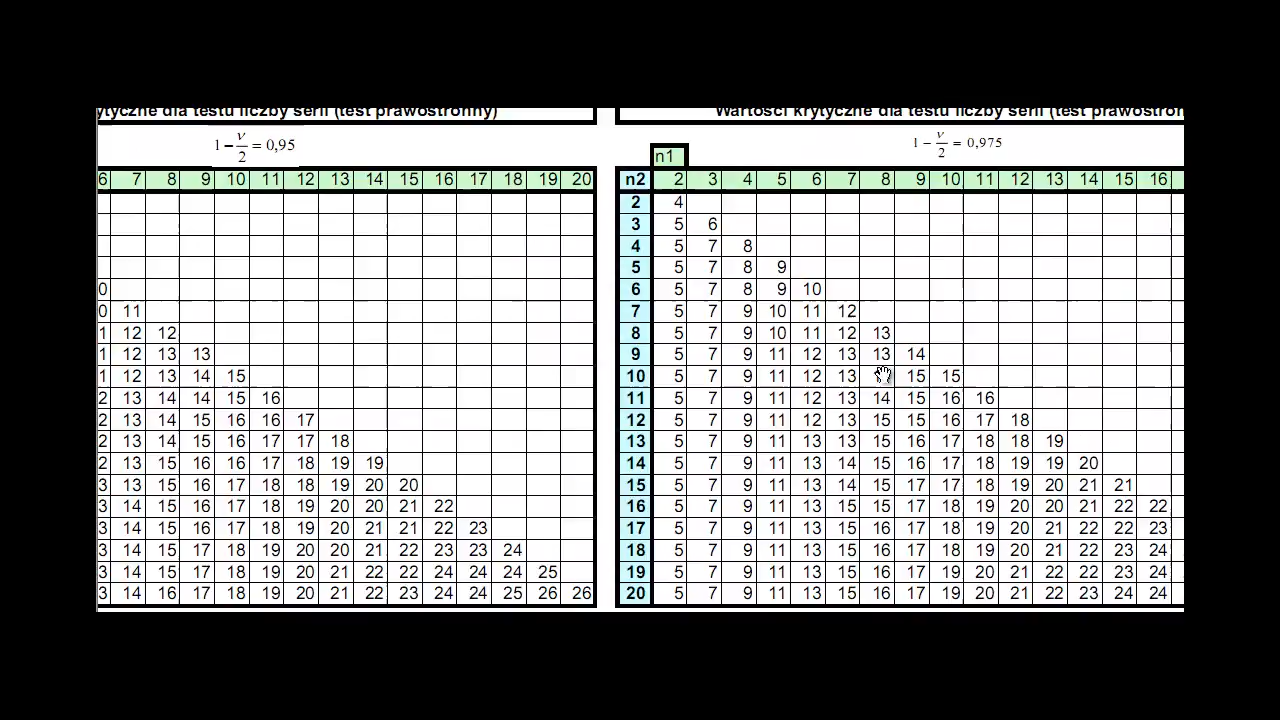 ytyczne dla testu liczby serii (test prawostronny)
1 − ν/2 = 0,95
6 7 8 9 10 11 12 13 14 15 16 17 18 19 20
0
0 11
1 12 12
1 12 13 13
1 12 13 14 15
2 13 14 14 15 16
2 13 14 15 16 16 17
2 13 14 15 16 17 17 18
2 13 15 16 16 17 18 19 19
3 13 15 16 17 18 18 19 20 20
3 14 15 16 17 18 19 20 20 21 22
3 14 15 16 17 18 19 20 21 21 22 23
3 14 15 17 18 19 20 20 21 22 23 23 24
3 14 15 17 18 19 20 21 22 22 24 24 24 25
3 14 16 17 18 19 20 21 22 23 24 24 25 26 26
Wartości krytyczne dla testu liczby serii (test prawostron
1 − ν/2 = 0,975
n1
n2 2 3 4 5 6 7 8 9 10 11 12 13 14 15 16
2 4
3 5 6
4 5 7 8
5 5 7 8 9
6 5 7 8 9 10
7 5 7 9 10 11 12
8 5 7 9 10 11 12 13
9 5 7 9 11 12 13 13 14
10 5 7 9 11 12 13 15 15
11 5 7 9 11 12 13 14 15 16 16
12 5 7 9 11 12 13 15 15 16 17 18
13 5 7 9 11 13 13 15 16 17 18 18 19
14 5 7 9 11 13 14 15 16 17 18 19 19 20
15 5 7 9 11 13 14 15 17 17 18 19 20 21 21
16 5 7 9 11 13 15 16 17 18 19 20 20 21 22 22
17 5 7 9 11 13 15 16 17 18 19 20 21 22 22 23
18 5 7 9 11 13 15 16 17 18 19 20 21 22 23 24
19 5 7 9 11 13 15 16 17 19 20 21 22 22 23 24
20 5 7 9 11 13 15 16 17 19 20 21 22 23 24 24